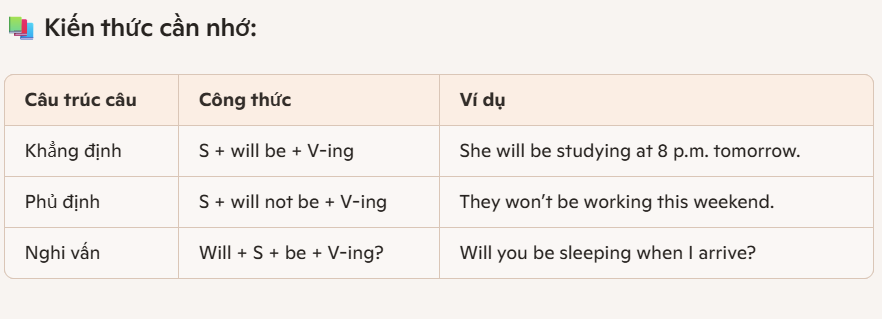 Kiến thức cần nhớ:
Câu trúc câu Công thức Ví dụ
Khẳng định S + will be + V-ing She will be studying at 8 p.m. tomorrow.
Phủ định S + will not be + V-ing They won’t be working this weekend.
Nghi vấn Will + S + be + V-ing? Will you be sleeping when I arrive?